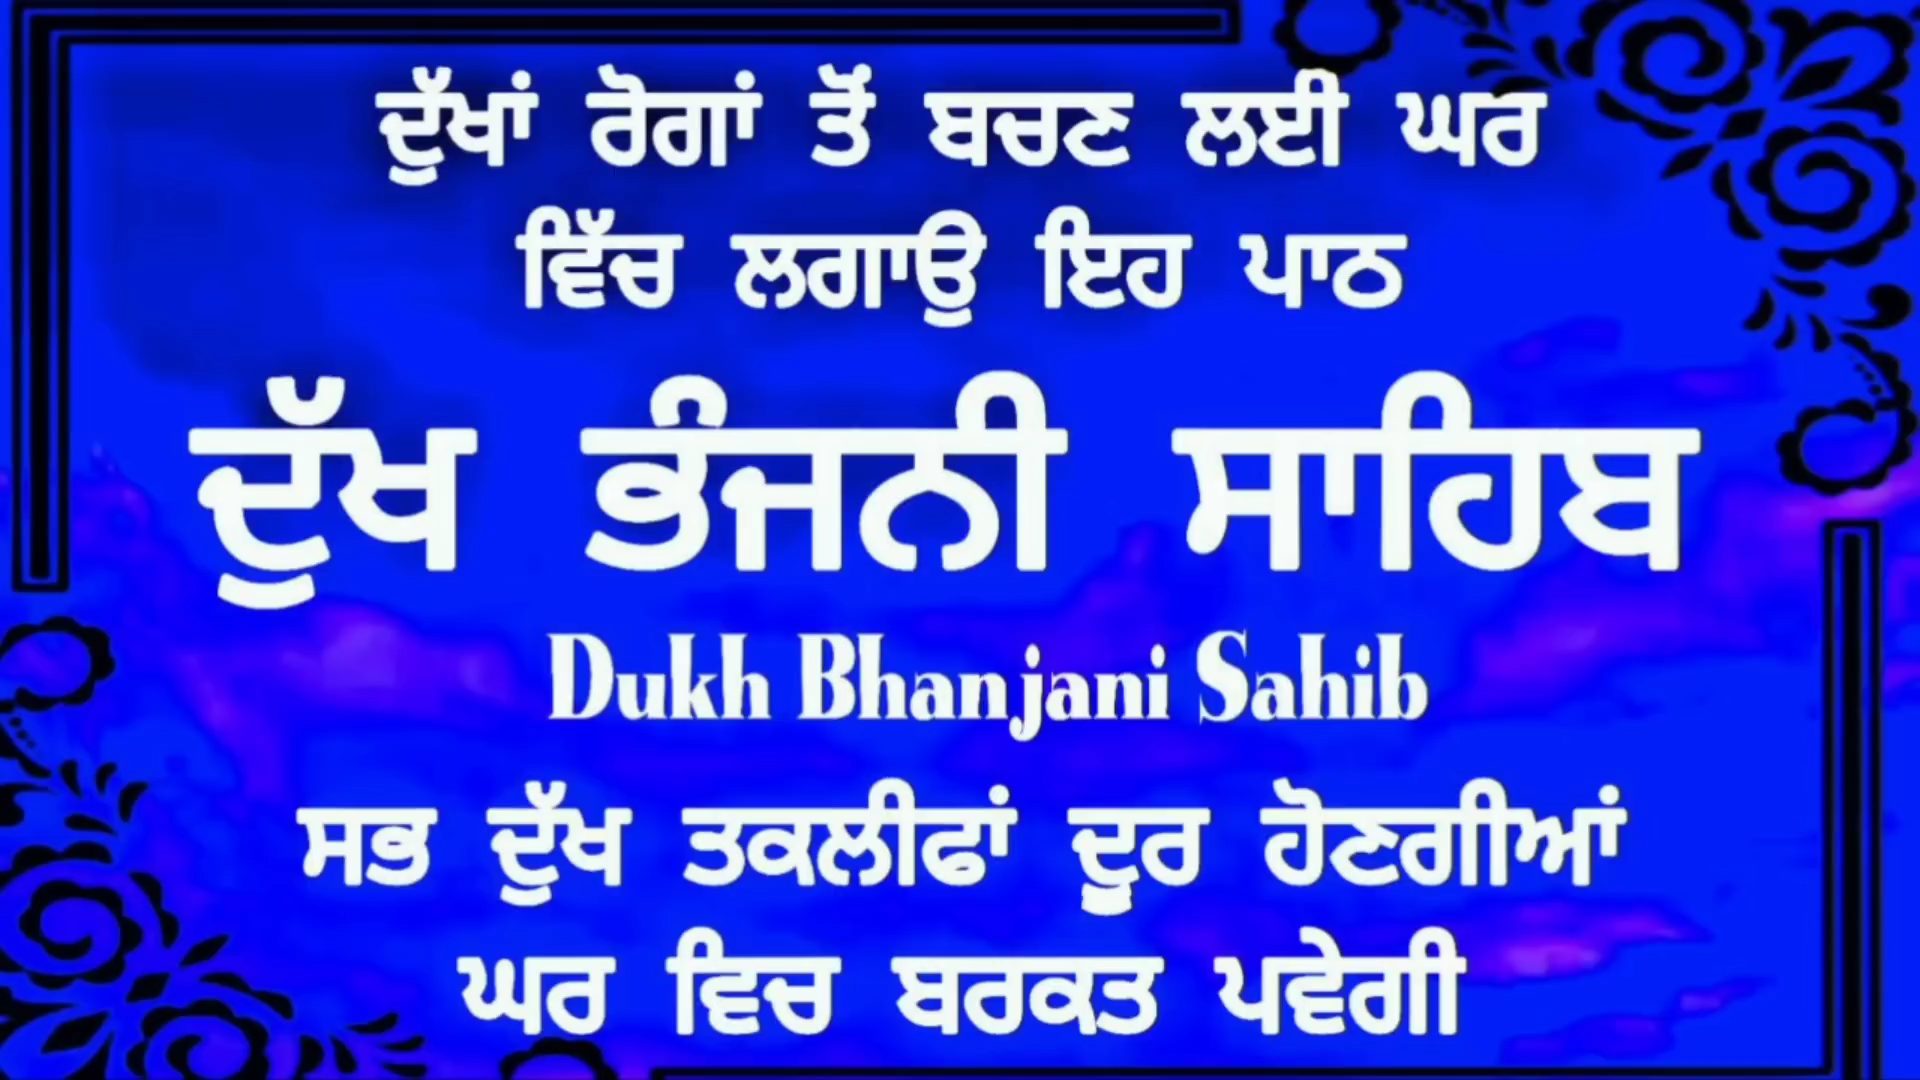 ਦੁੱਖਾਂ ਰੋਗਾਂ ਤੋਂ ਬਚਣ ਲਈ ਘਰ
ਵਿੱਚ ਲਗਾਉ ਇਹ ਪਾਠ
ਦੁੱਖ ਭੰਜਨੀ ਸਾਹਿਬ
Dukh Bhanjani Sahib
ਸਭ ਦੁੱਖ ਤਕਲੀਫਾਂ ਦੂਰ ਹੋਣਗੀਆਂ
ਘਰ ਵਿਚ ਬਰਕਤ ਪਵੇਗੀ